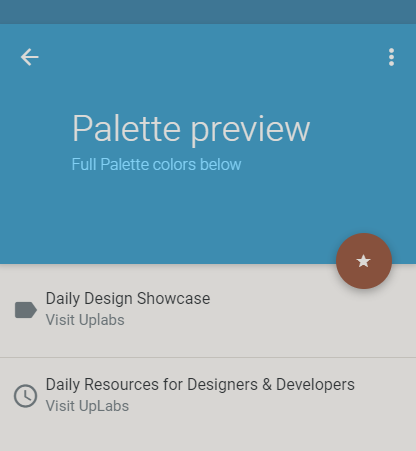 Palette preview
Full Palette colors below
Daily Design Showcase
Visit Uplabs
Daily Resources for Designers & Developers
Visit UpLabs